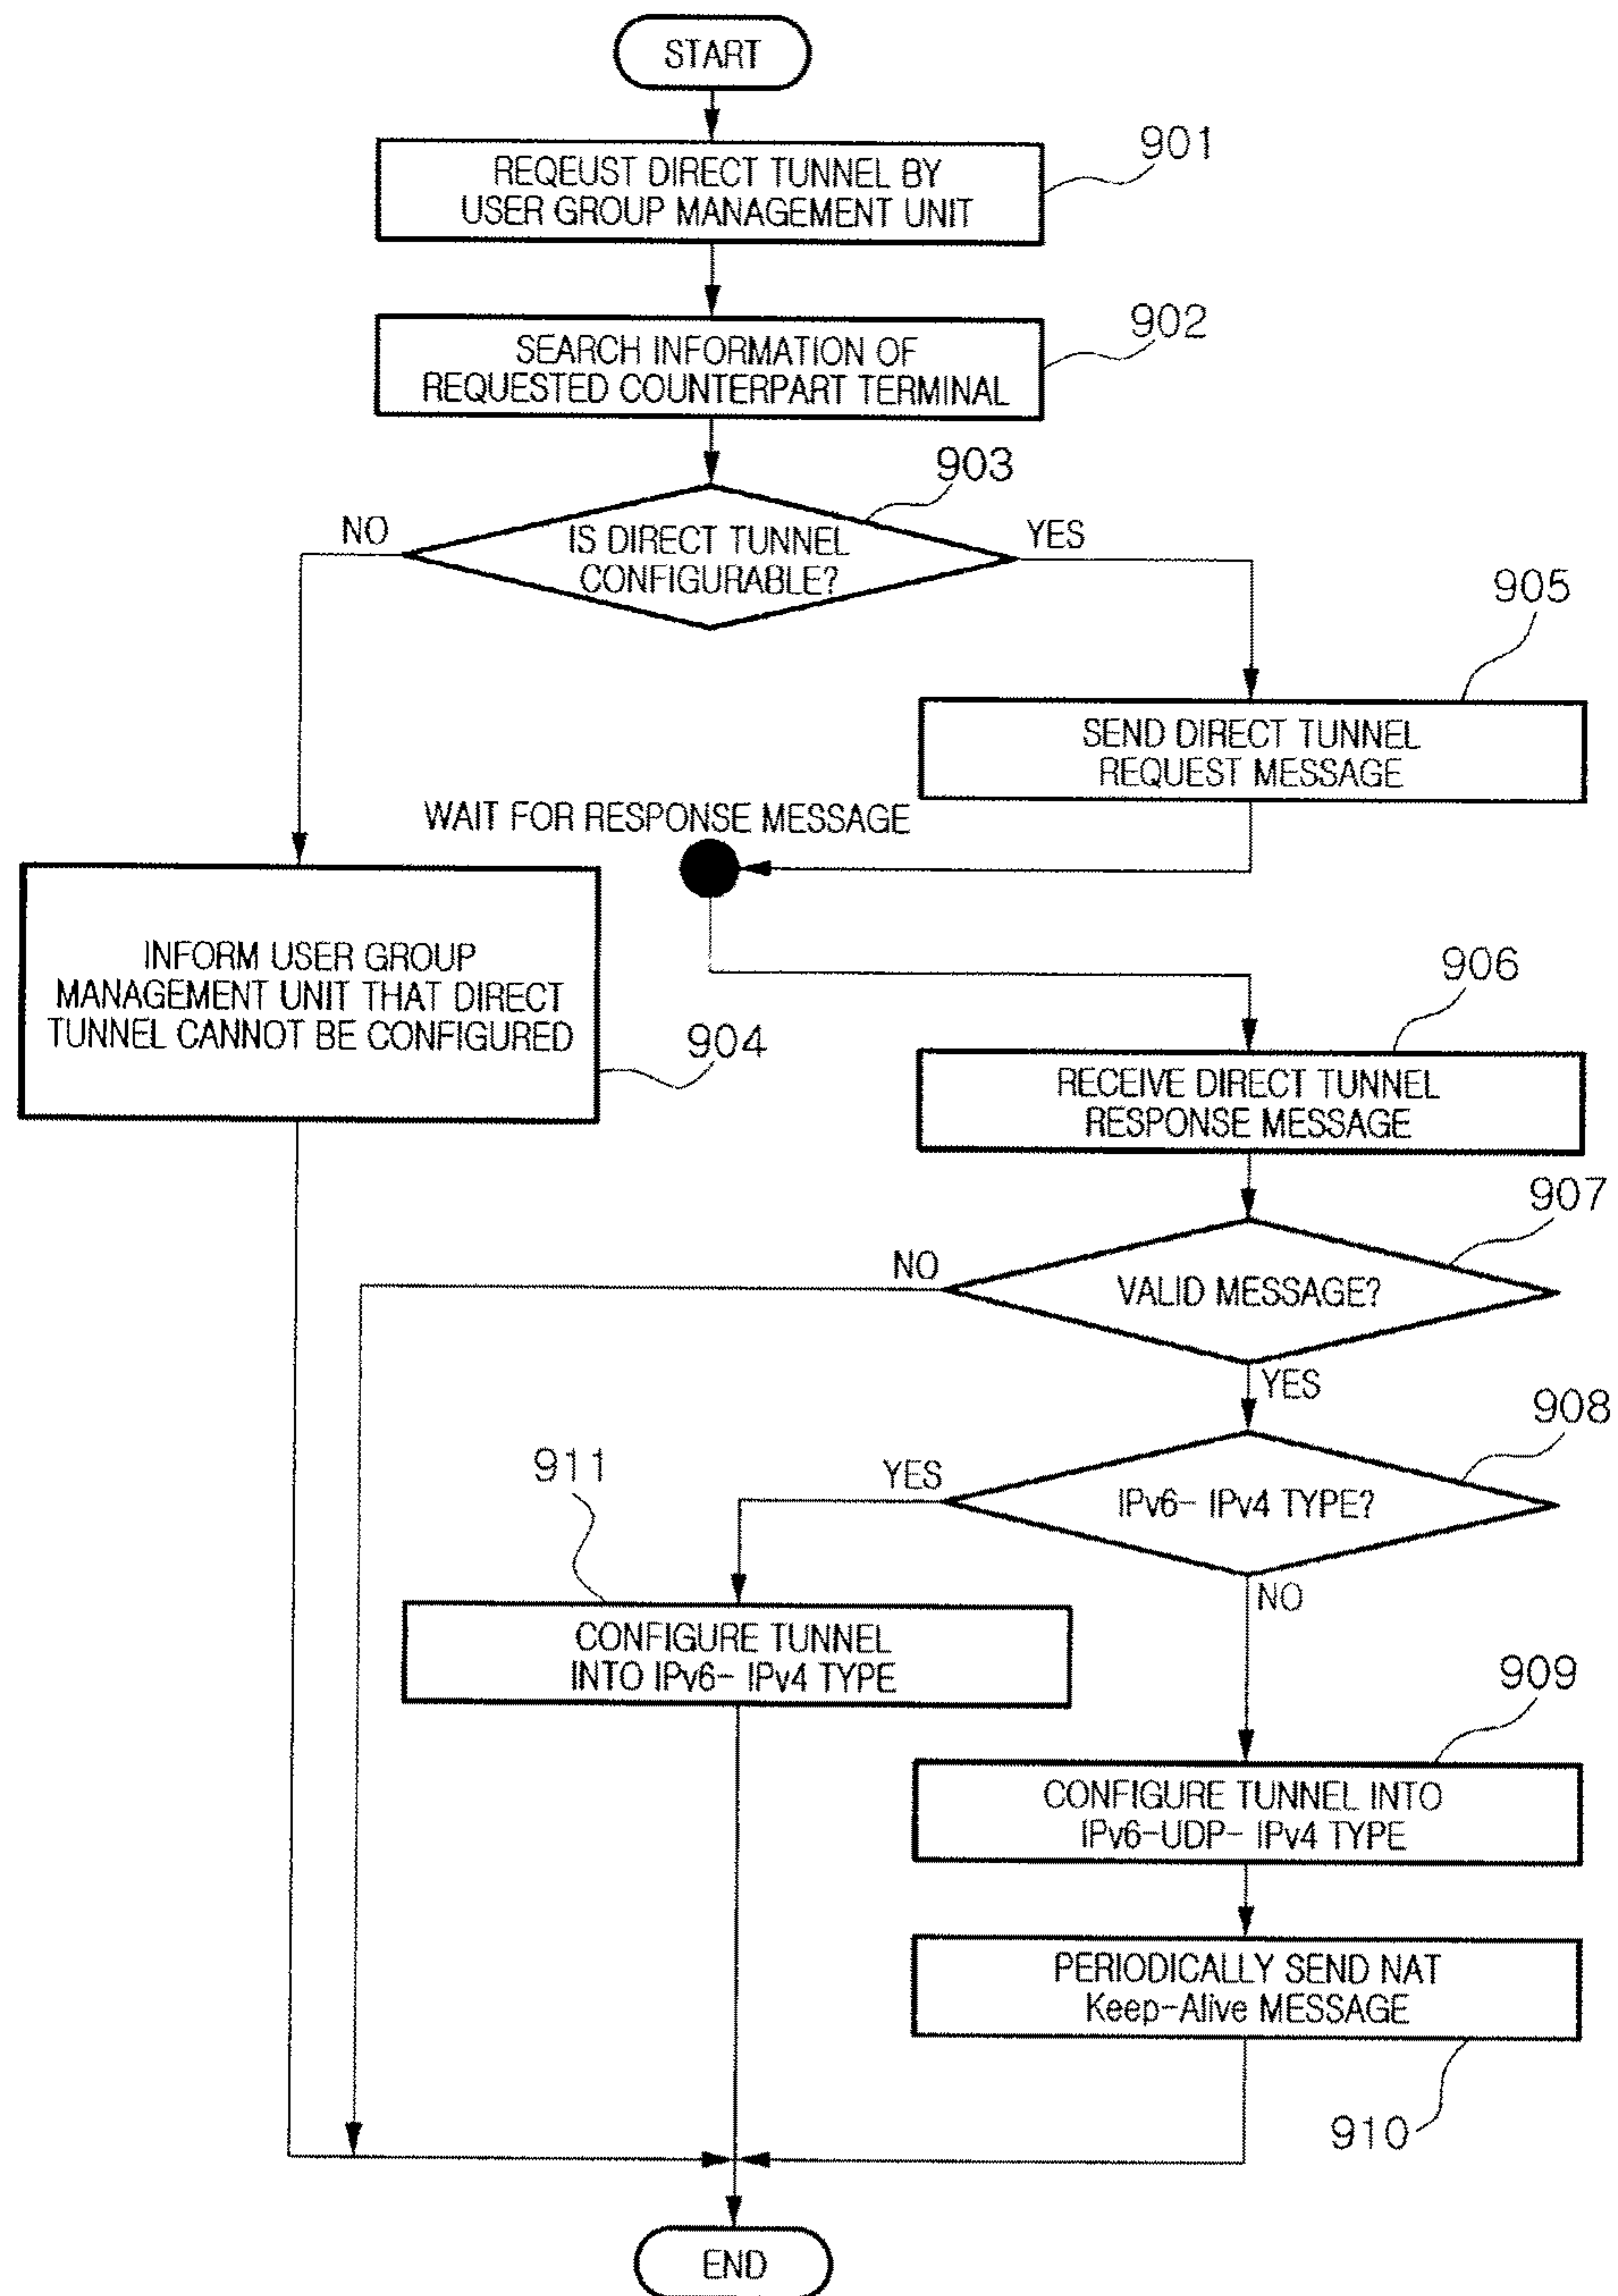 START
901
REQEUST DIRECT TUNNEL BY
USER GROUP MANAGEMENT UNIT
902
SEARCH INFORMATION OF
REQUESTED COUNTERPART TERMINAL
903
NO
IS DIRECT TUNNEL
CONFIGURABLE?
YES
905
SEND DIRECT TUNNEL
REQUEST MESSAGE
WAIT FOR RESPONSE MESSAGE
INFORM USER GROUP
MANAGEMENT UNIT THAT DIRECT
TUNNEL CANNOT BE CONFIGURED
904
906
RECEIVE DIRECT TUNNEL
RESPONSE MESSAGE
907
NO
VALID MESSAGE?
YES
908
911
YES
IPv6- IPv4 TYPE?
NO
CONFIGURE TUNNEL
INTO IPv6- IPv4 TYPE
909
CONFIGURE TUNNEL INTO
IPv6-UDP- IPv4 TYPE
PERIODICALLY SEND NAT
Keep-Alive MESSAGE
910
END